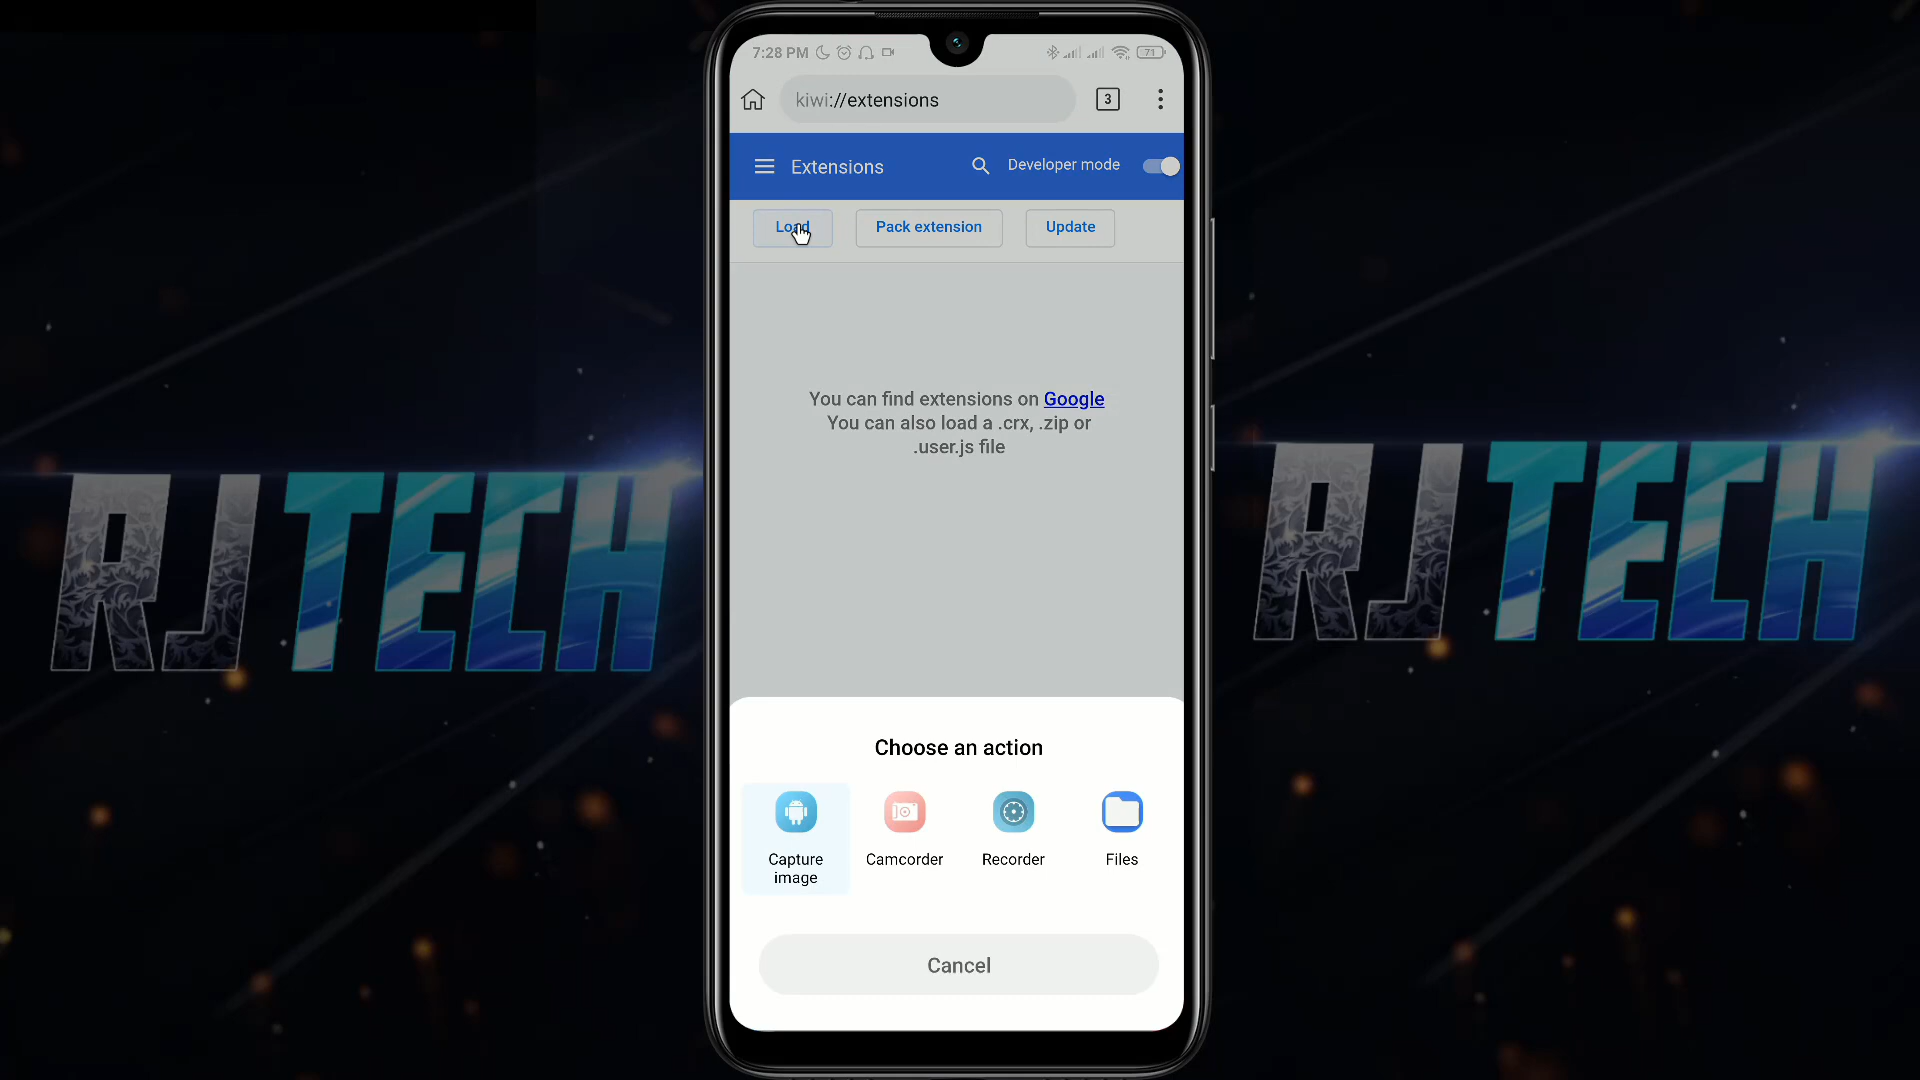 7:28 PM
71
kiwi://extensions
3
Extensions
Developer mode
Load
Pack extension
Update
You can find extensions on Google
You can also load a .crx, .zip or
.user.js file
RJ TECH
RJ TECH
Choose an action
Capture
image
Camcorder
Recorder
Files
Cancel